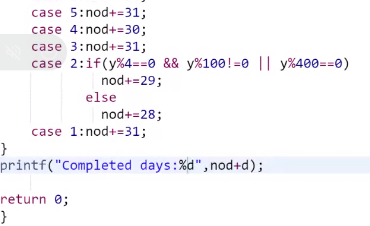 case 5:nod+=31;
case 4:nod+=30;
case 3:nod+=31;
case 2:if(y%4==0 && y%100!=0 || y%400==0)
nod+=29;
else
nod+=28;
case 1:nod+=31;
}
printf("Completed days:%d",nod+d);
return 0;
}